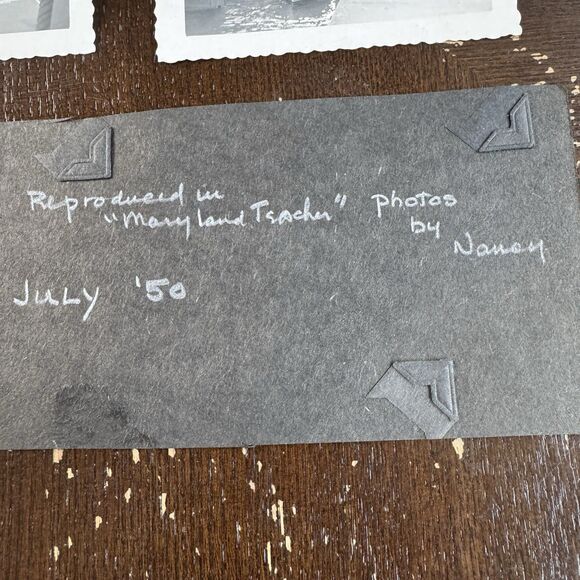 Reproduced in
"Maryland Teacher"
photos
by
Nancy
JULY '50